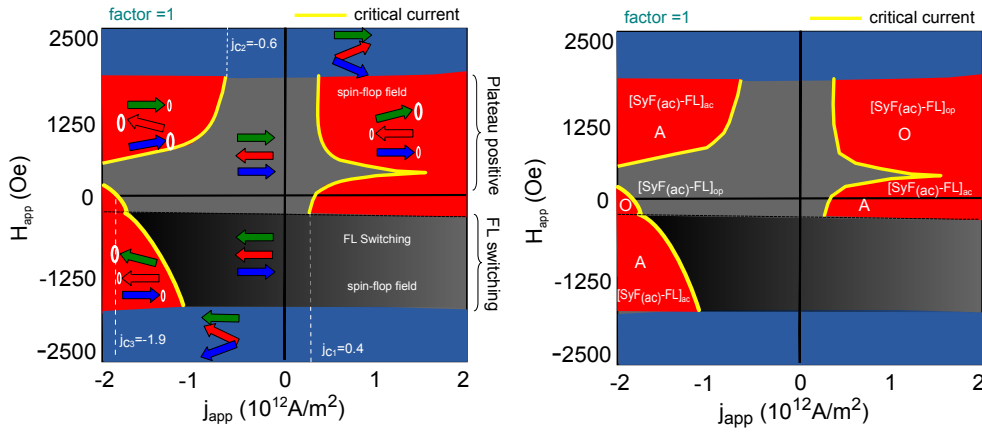 factor =1
critical current
2500
1250
0
-1250
-2500
H_app (Oe)
jC2=-0.6
spin-flop field
FL Switching
spin-flop field
jC3=-1.9
jC1=0.4
Plateau positive
FL switching
-2
-1
0
1
2
j_app (10^12A/m^2)
factor =1
critical current
2500
1250
0
-1250
-2500
H_app (Oe)
[SyF(ac)-FL]ac
A
[SyF(ac)-FL]op
O
[SyF(ac)-FL]op
[SyF(ac)-FL]ac
O
A
A
[SyF(ac)-FL]ac
-2
-1
0
1
2
j_app (10^12A/m^2)